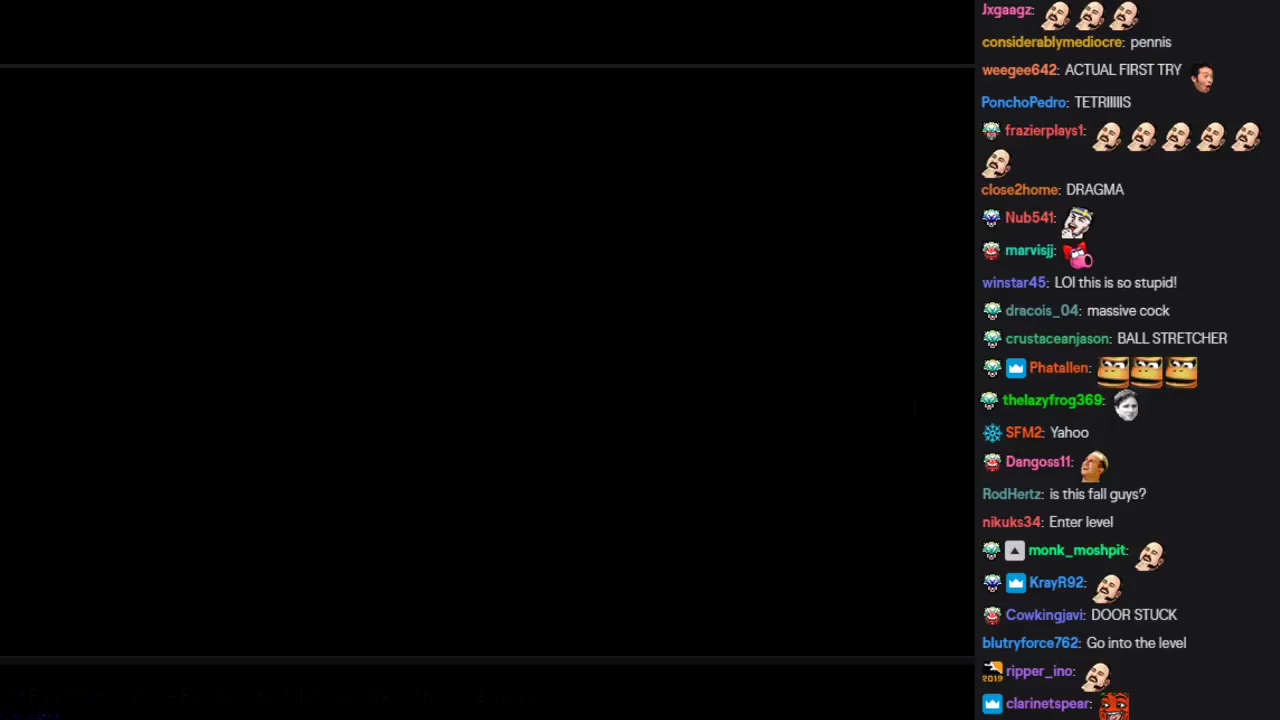 Jxgaagz:
considerablymediocre: pennis
weegee642: ACTUAL FIRST TRY
PonchoPedro: TETRIIIIIS
frazierplays1:
close2home: DRAGMA
Nub541:
marvisjj:
winstar45: LOl this is so stupid!
dracois_04: massive cock
crustaceanjason: BALL STRETCHER
Phatallen:
thelazyfrog369:
SFM2: Yahoo
Dangoss11:
RodHertz: is this fall guys?
nikuks34: Enter level
monk_moshpit:
KrayR92:
Cowkingjavi: DOOR STUCK
blutryforce762: Go into the level
2019 ripper_ino:
clarinetspear: